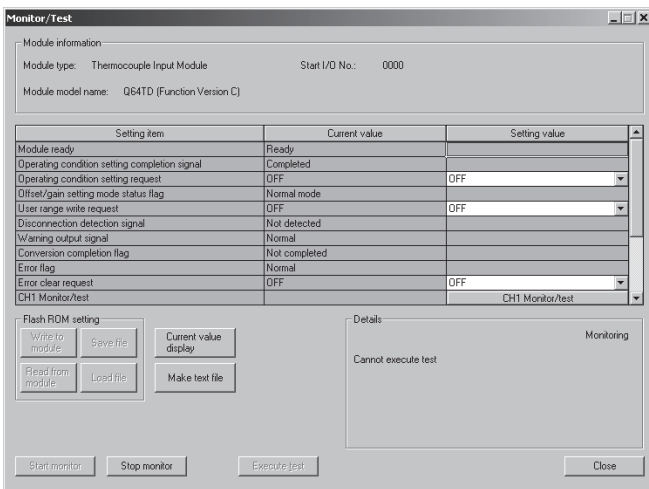 Monitor/Test
Module information
Module type: Thermocouple Input Module Start I/O No.: 0000
Module model name: Q64TD (Function Version C)
Setting item Current value Setting value
Module ready Ready
Operating condition setting completion signal Completed
Operating condition setting request OFF OFF
Offset/gain setting mode status flag Normal mode
User range write request OFF OFF
Disconnection detection signal Not detected
Warning output signal Normal
Conversion completion flag Not completed
Error flag Normal
Error clear request OFF OFF
CH1 Monitor/test CH1 Monitor/test
Flash ROM setting
Write to
module
Save file
Read from
module
Load file
Current value
display
Make text file
Details
Monitoring
Cannot execute test
Start monitor Stop monitor Execute test Close